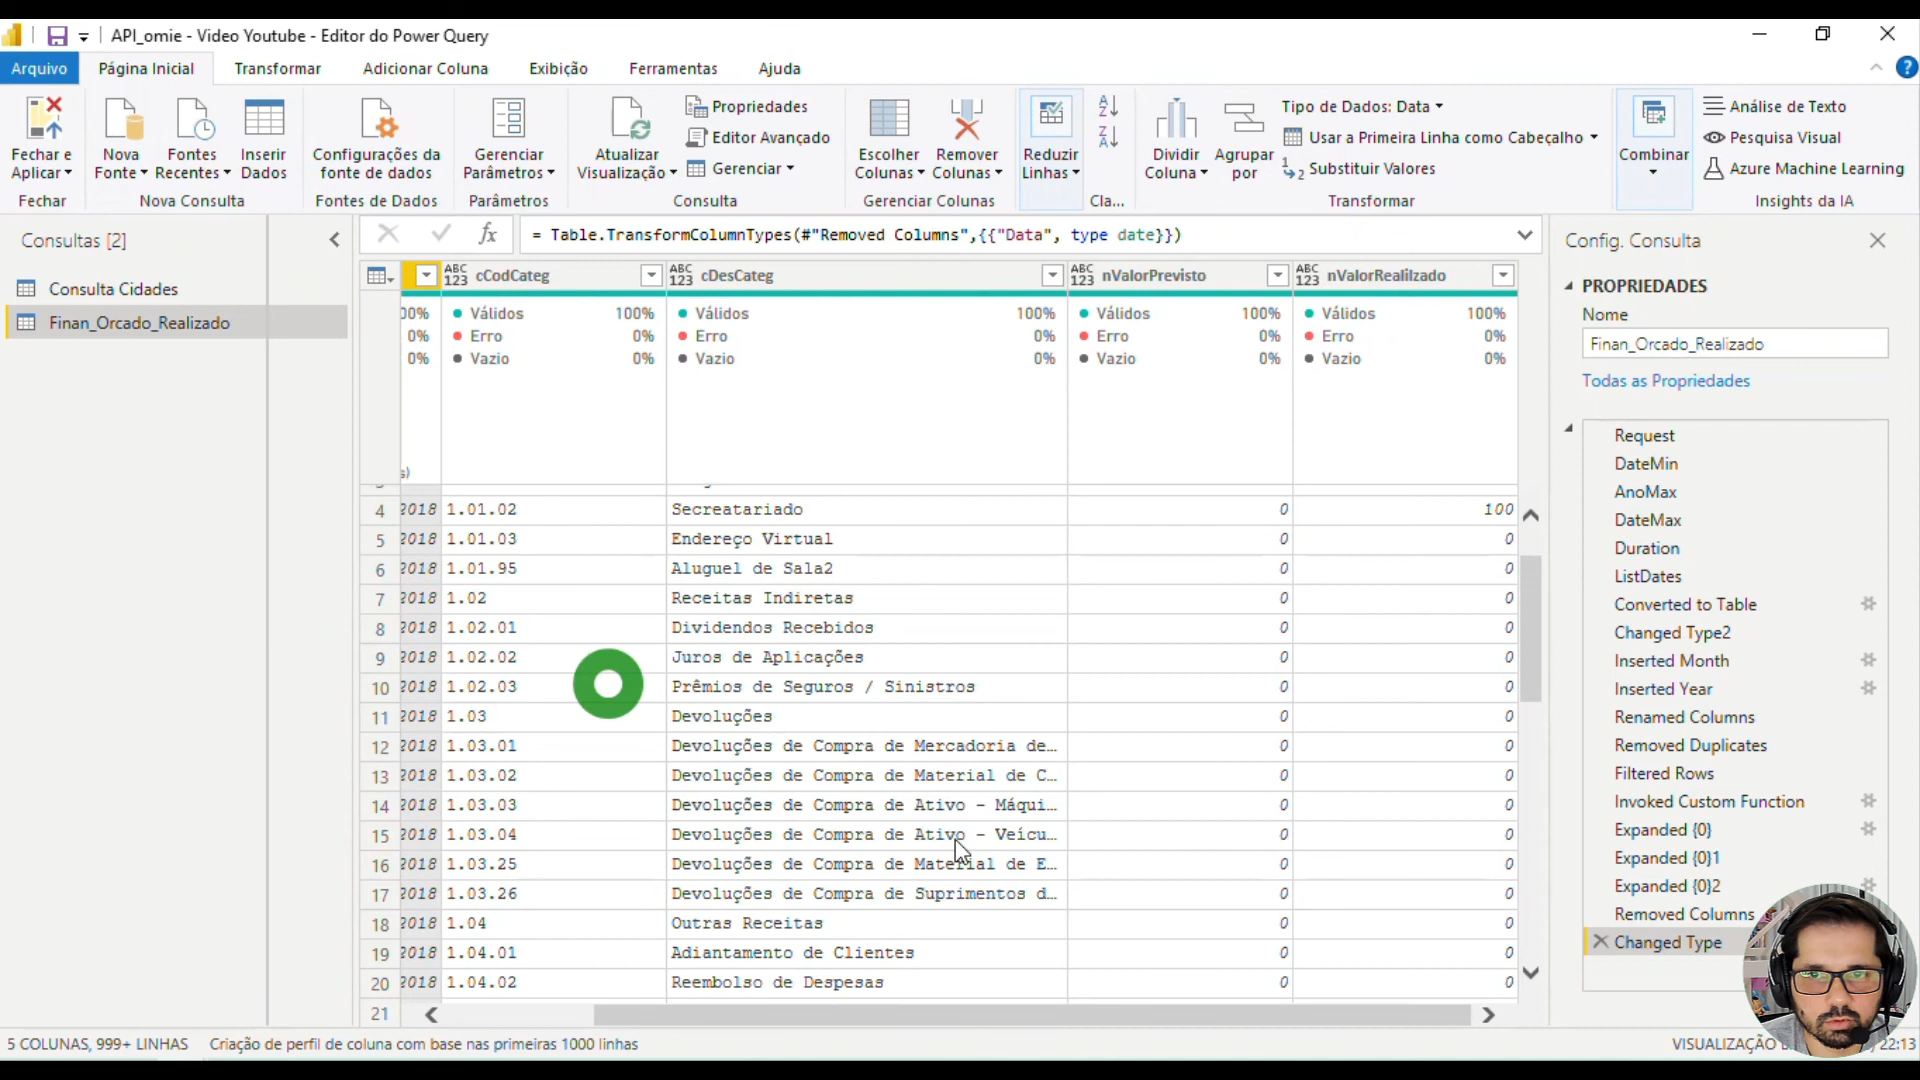 API_omie - Video Youtube - Editor do Power Query
Arquivo Página Inicial Transformar Adicionar Coluna Exibição Ferramentas Ajuda
Fechar e Aplicar
Fechar
Nova Fonte
Fontes Recentes
Inserir Dados
Nova Consulta
Configurações da fonte de dados
Fontes de Dados
Gerenciar Parâmetros
Parâmetros
Atualizar Visualização
Propriedades
Editor Avançado
Gerenciar
Consulta
Escolher Colunas
Remover Colunas
Gerenciar Colunas
Reduzir Linhas
Cla...
Dividir Coluna
Agrupar por
Tipo de Dados: Data
Usar a Primeira Linha como Cabeçalho
Substituir Valores
Transformar
Combinar
Análise de Texto
Pesquisa Visual
Azure Machine Learning
Insights da IA
Consultas [2]
Consulta Cidades
Finan_Orcado_Realizado
fx = Table.TransformColumnTypes(#"Removed Columns",{{"Data", type date}})
ABC 123 cCodCateg ABC 123 cDesCateg ABC 123 nValorPrevisto ABC 123 nValorRealilzado
00% Válidos 100% Válidos 100% Válidos 100% Válidos 100%
0% Erro 0% Erro 0% Erro 0% Erro 0%
0% Vazio 0% Vazio 0% Vazio 0% Vazio 0%
s)
4 2018 1.01.02 Secreatariado 0 100
5 2018 1.01.03 Endereço Virtual 0 0
6 2018 1.01.95 Aluguel de Sala2 0 0
7 2018 1.02 Receitas Indiretas 0 0
8 2018 1.02.01 Dividendos Recebidos 0 0
9 2018 1.02.02 Juros de Aplicações 0 0
10 2018 1.02.03 Prêmios de Seguros / Sinistros 0 0
11 2018 1.03 Devoluções 0 0
12 2018 1.03.01 Devoluções de Compra de Mercadoria de... 0 0
13 2018 1.03.02 Devoluções de Compra de Material de C... 0 0
14 2018 1.03.03 Devoluções de Compra de Ativo - Máqui... 0 0
15 2018 1.03.04 Devoluções de Compra de Ativo - Veícu... 0 0
16 2018 1.03.25 Devoluções de Compra de Material de E... 0 0
17 2018 1.03.26 Devoluções de Compra de Suprimentos d... 0 0
18 2018 1.04 Outras Receitas 0 0
19 2018 1.04.01 Adiantamento de Clientes 0 0
20 2018 1.04.02 Reembolso de Despesas 0 0
21
Config. Consulta
PROPRIEDADES
Nome
Finan_Orcado_Realizado
Todas as Propriedades
Request
DateMin
AnoMax
DateMax
Duration
ListDates
Converted to Table
Changed Type2
Inserted Month
Inserted Year
Renamed Columns
Removed Duplicates
Filtered Rows
Invoked Custom Function
Expanded {0}
Expanded {0}1
Expanded {0}2
Removed Columns
Changed Type
5 COLUNAS, 999+ LINHAS Criação de perfil de coluna com base nas primeiras 1000 linhas
VISUALIZAÇÃO 22:13